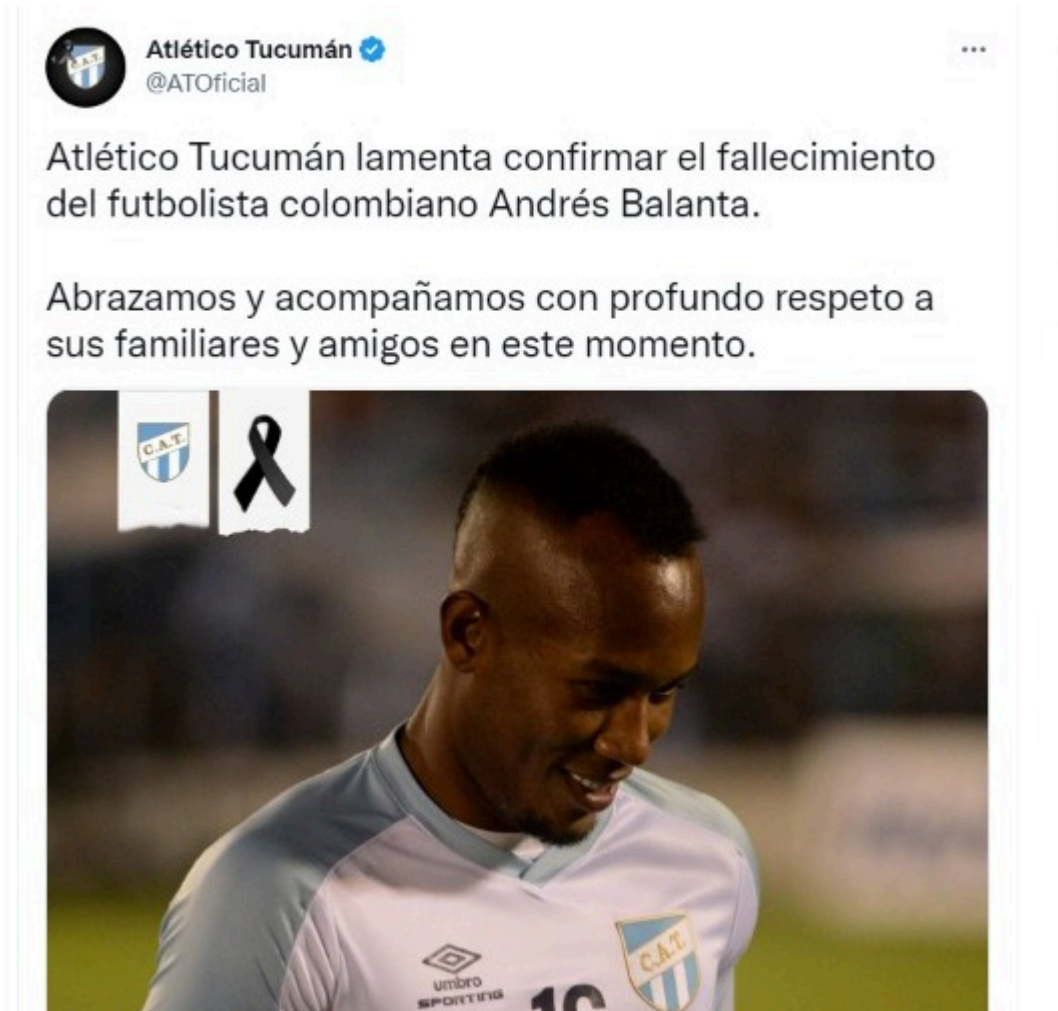 Atlético Tucumán
@ATOficial
Atlético Tucumán lamenta confirmar el fallecimiento
del futbolista colombiano Andrés Balanta.
Abrazamos y acompañamos con profundo respeto a
sus familiares y amigos en este momento.
C.A.T.
umbro
SPORTING
C.A.T.